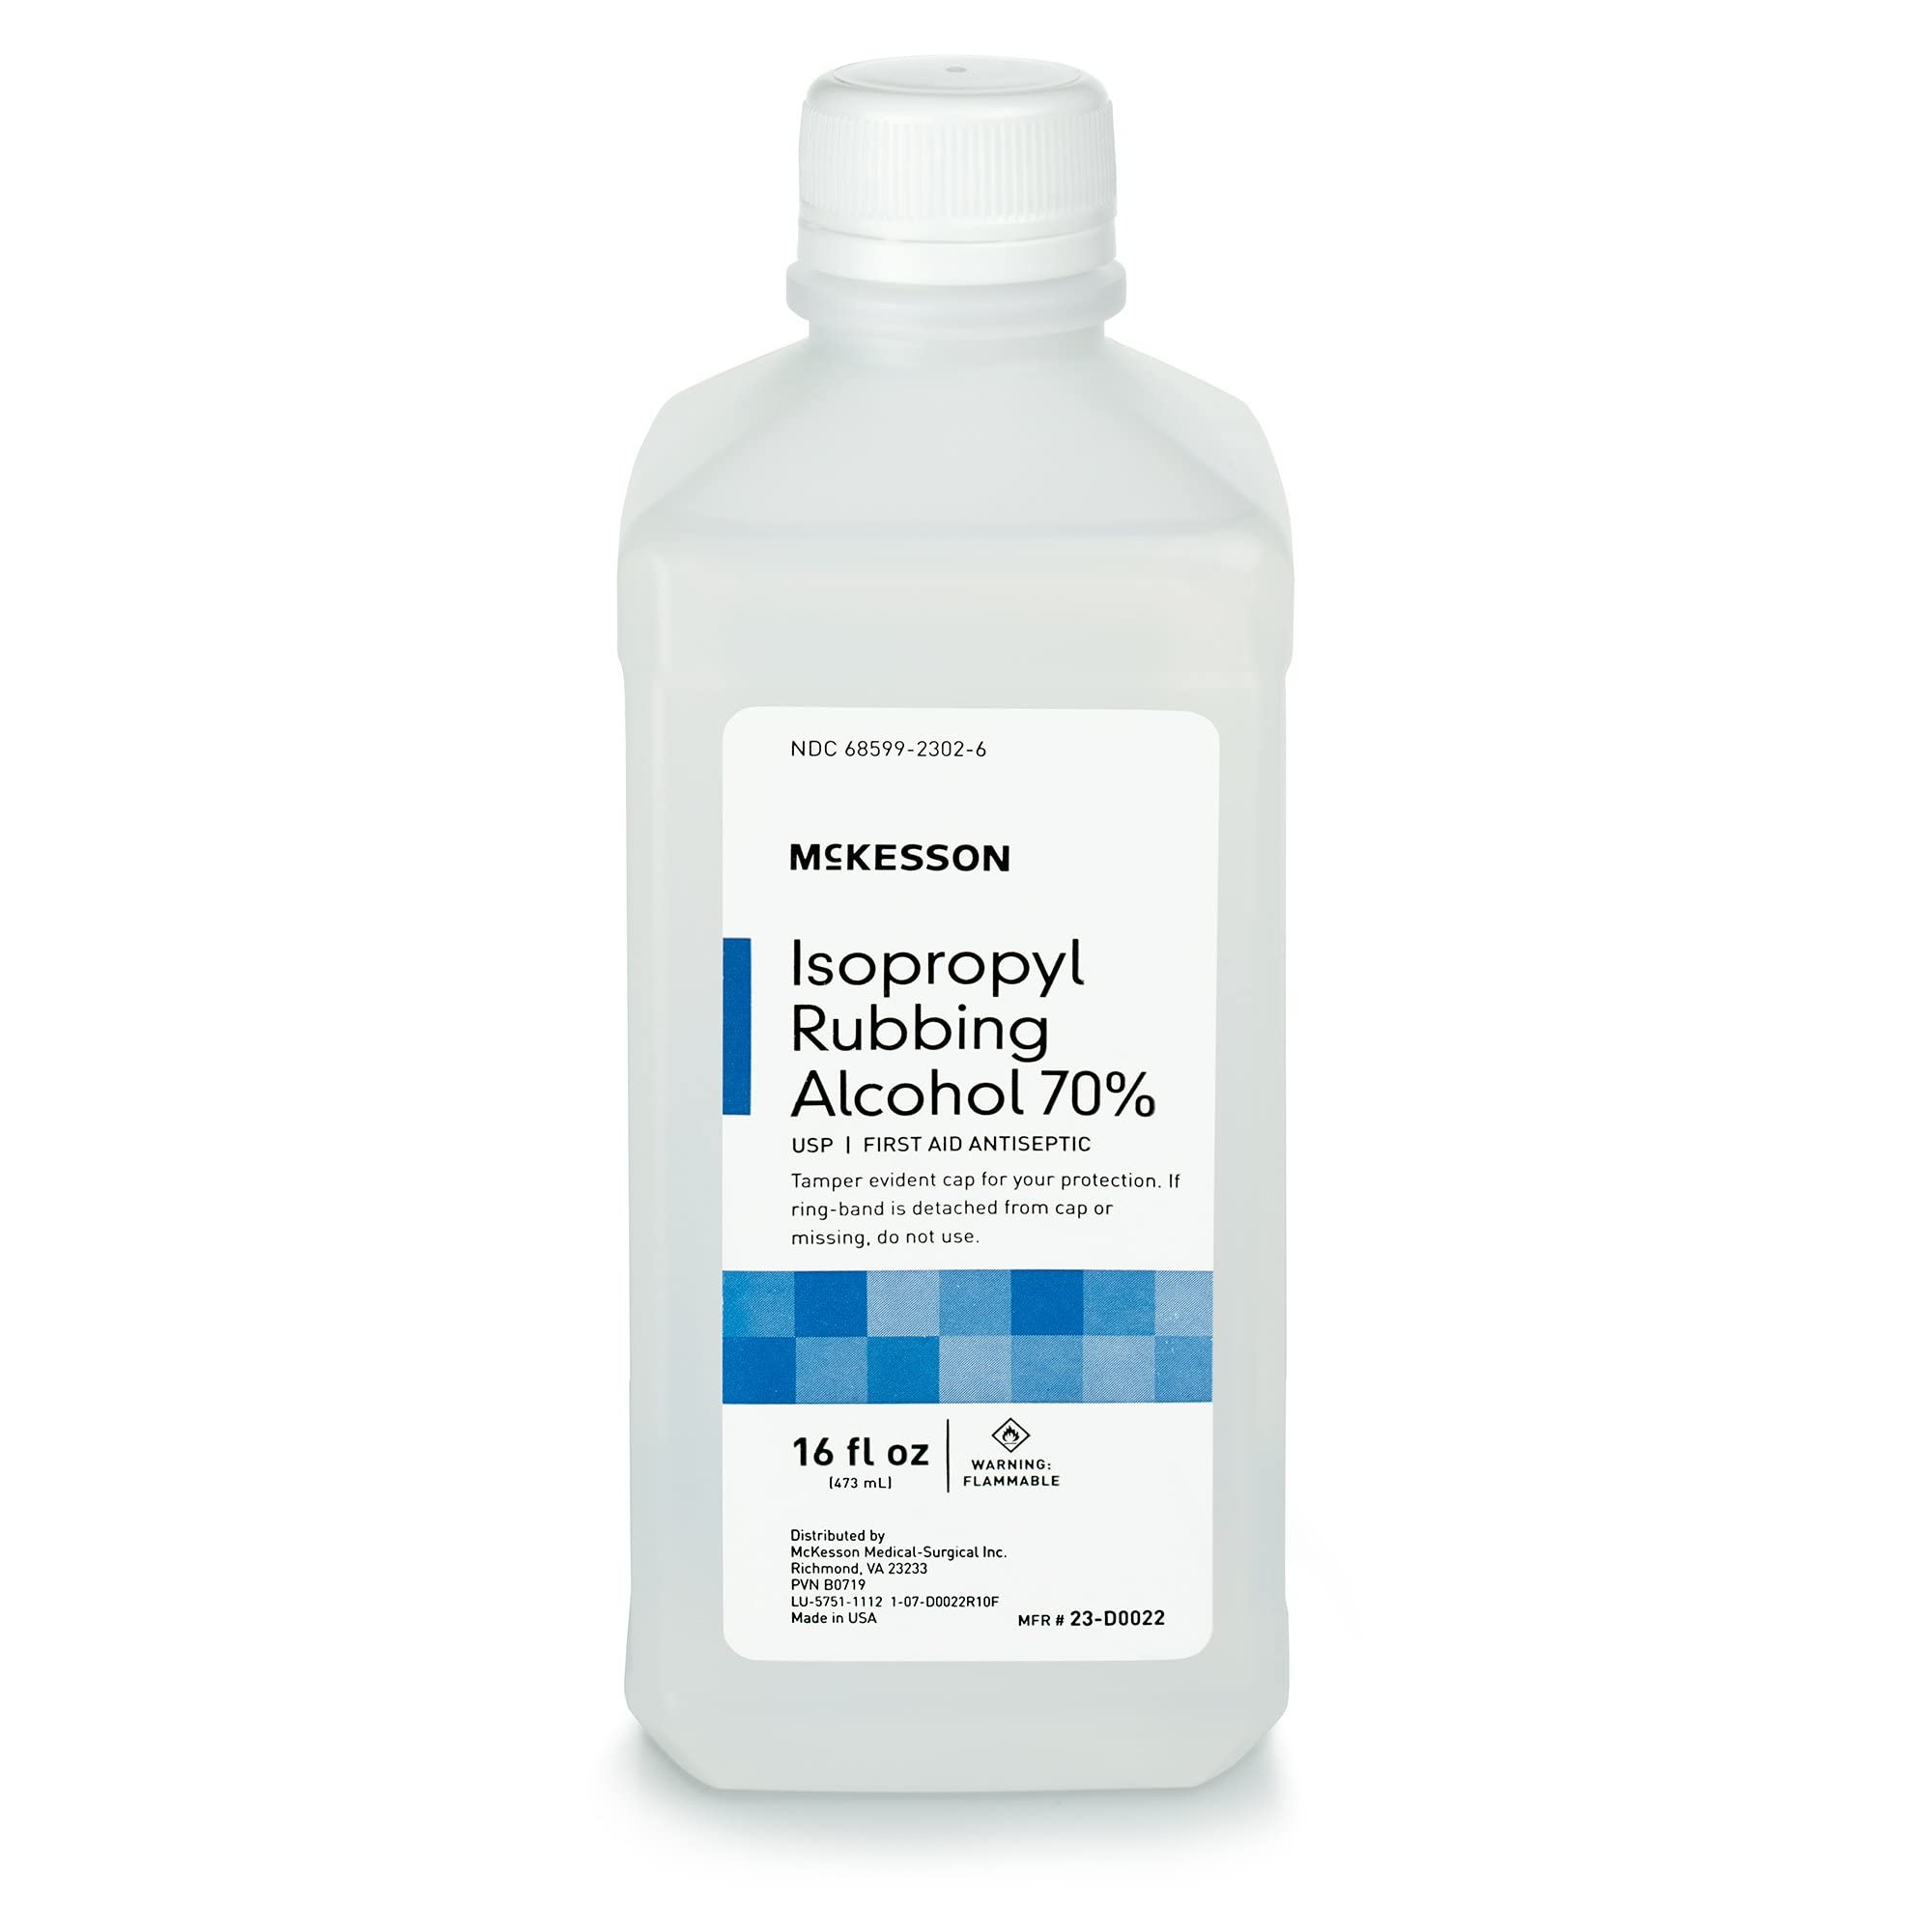 NDC 68599-2302-6
McKESSON
Isopropyl
Rubbing
Alcohol 70%
USP | FIRST AID ANTISEPTIC
Tamper evident cap for your protection. If
ring-band is detached from cap or
missing, do not use.
16 fl oz
(473 mL)
WARNING:
FLAMMABLE
Distributed by
McKesson Medical-Surgical Inc.
Richmond, VA 23233
PVN B0719
LU-5751-1112 1-07-D0022R10F
Made in USA
MFR # 23-D0022